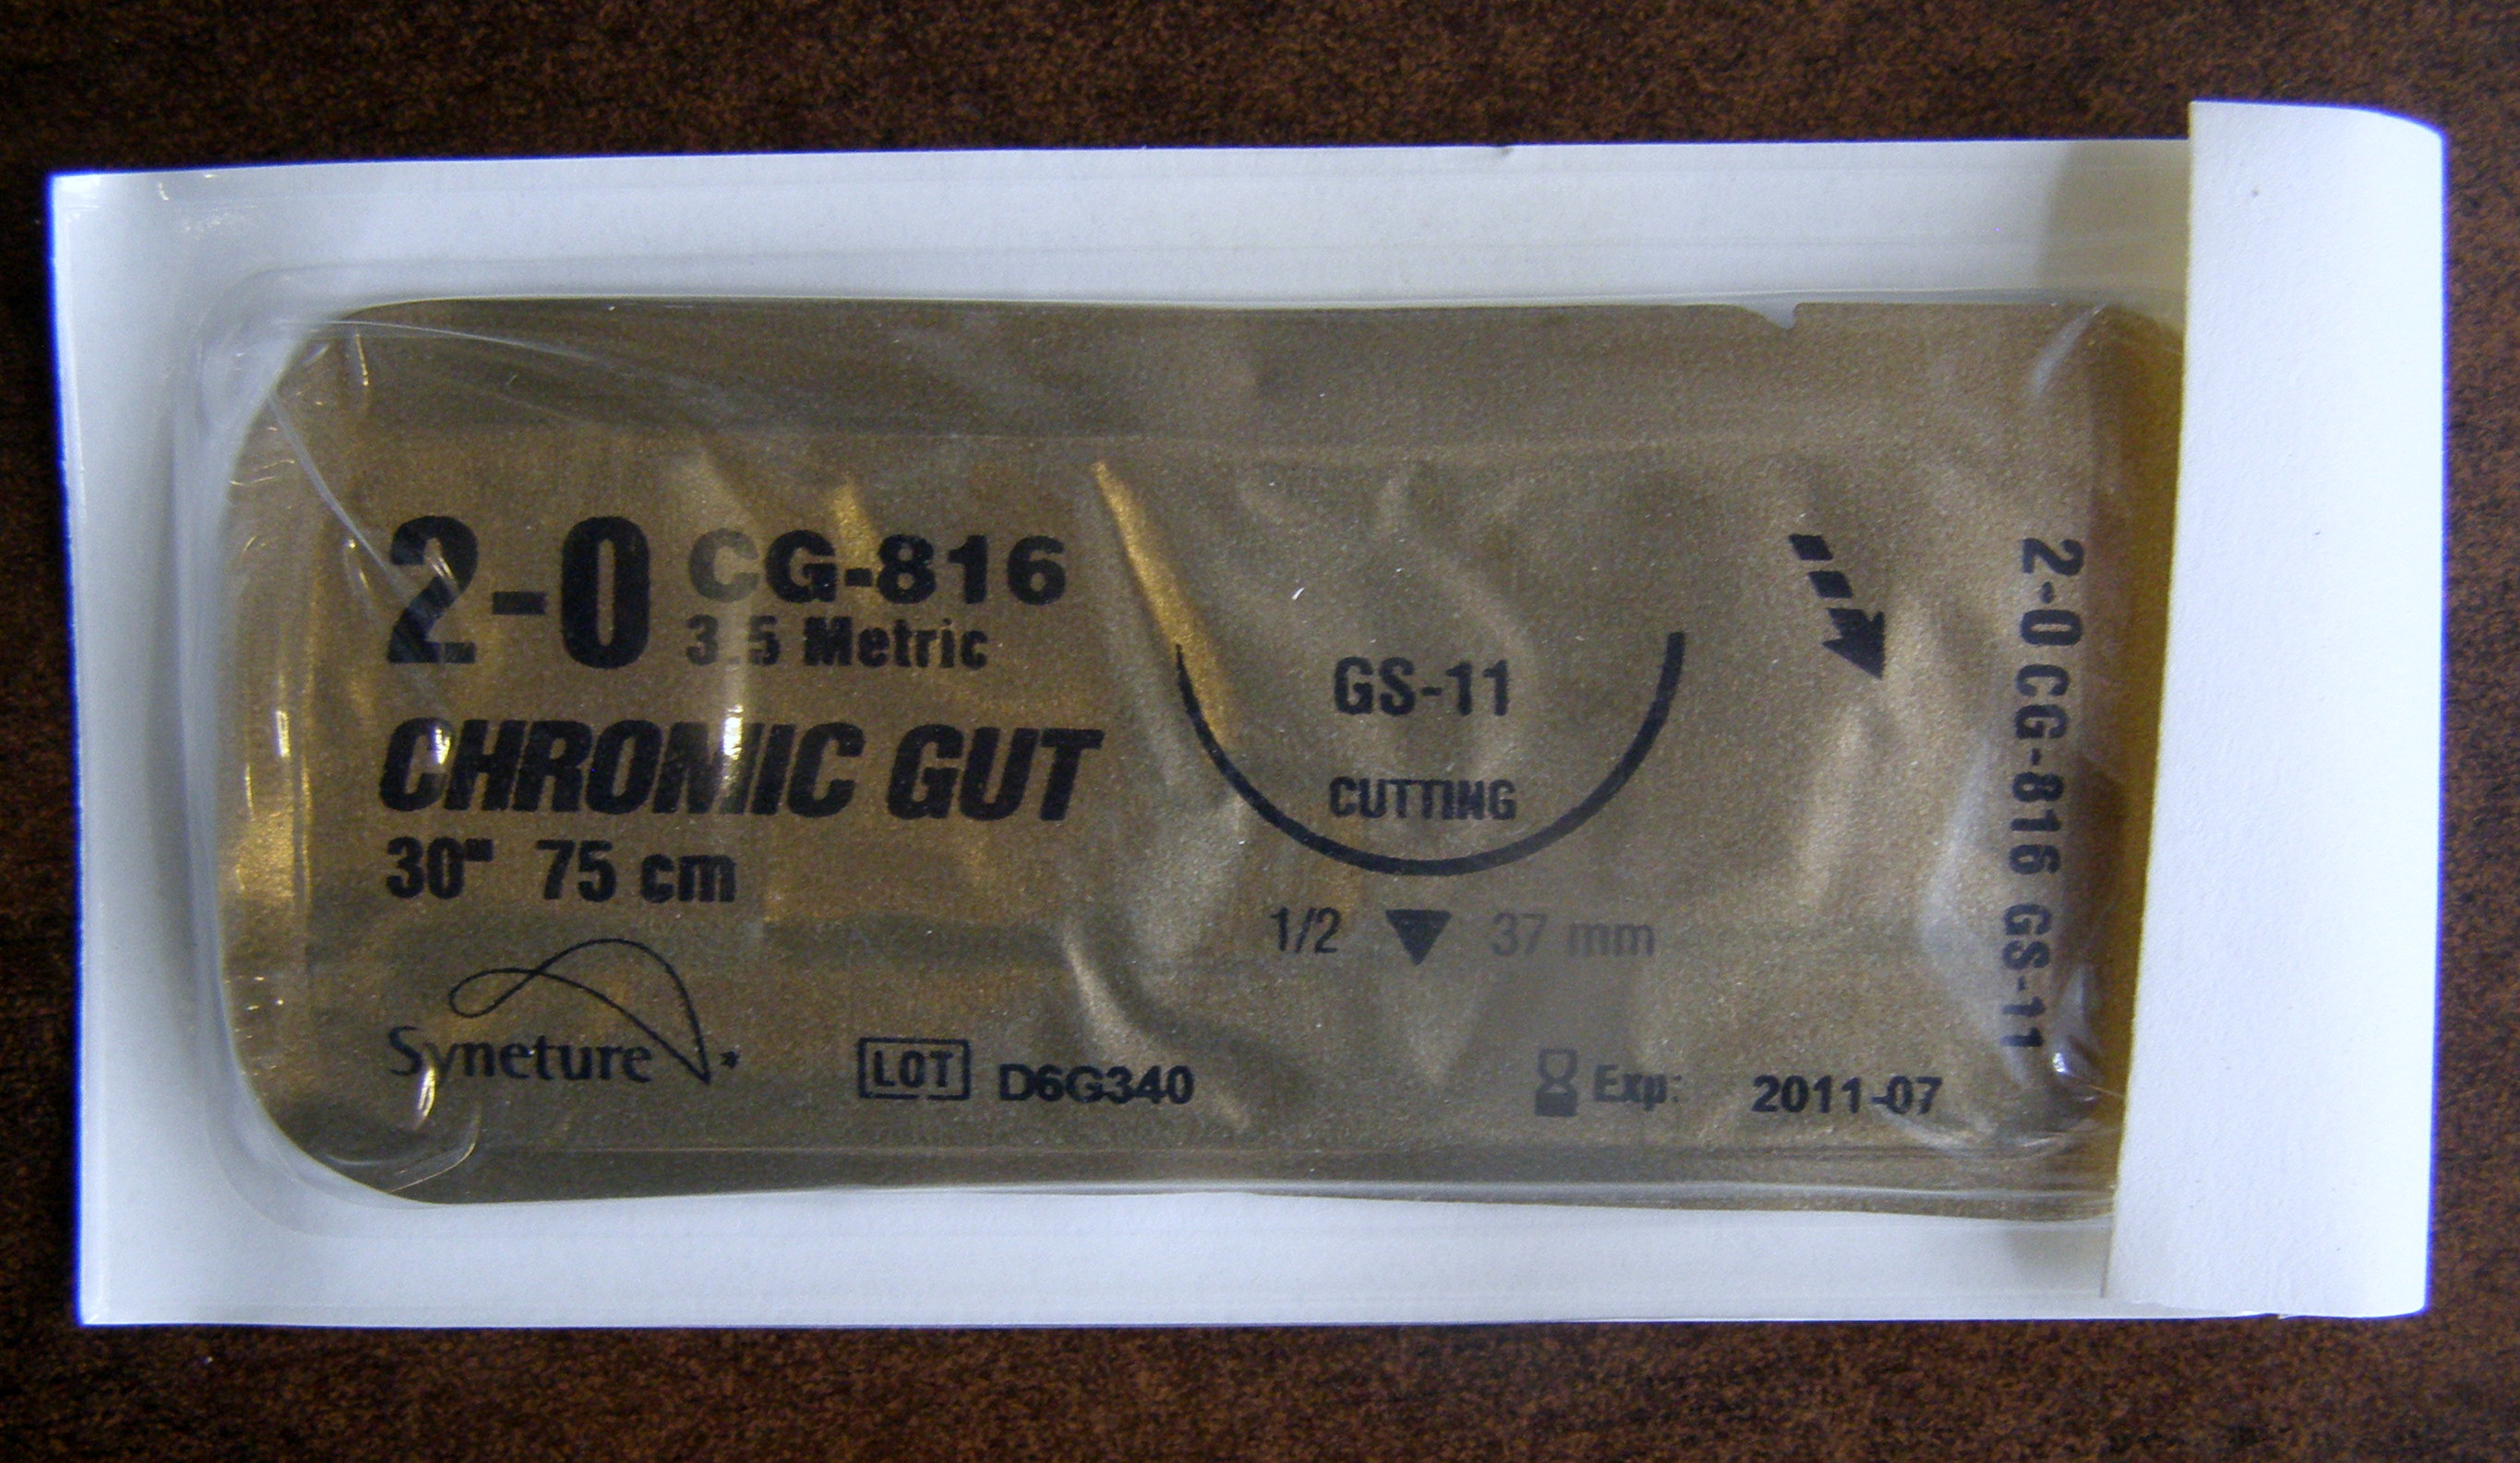 2-0 CG-816
3.5 Metric
CHROMIC GUT
30" 75 cm
Syneture*
LOT D6G340
GS-11
CUTTING
1/2 37 mm
Exp: 2011-07
2-0 CG-816 GS-11